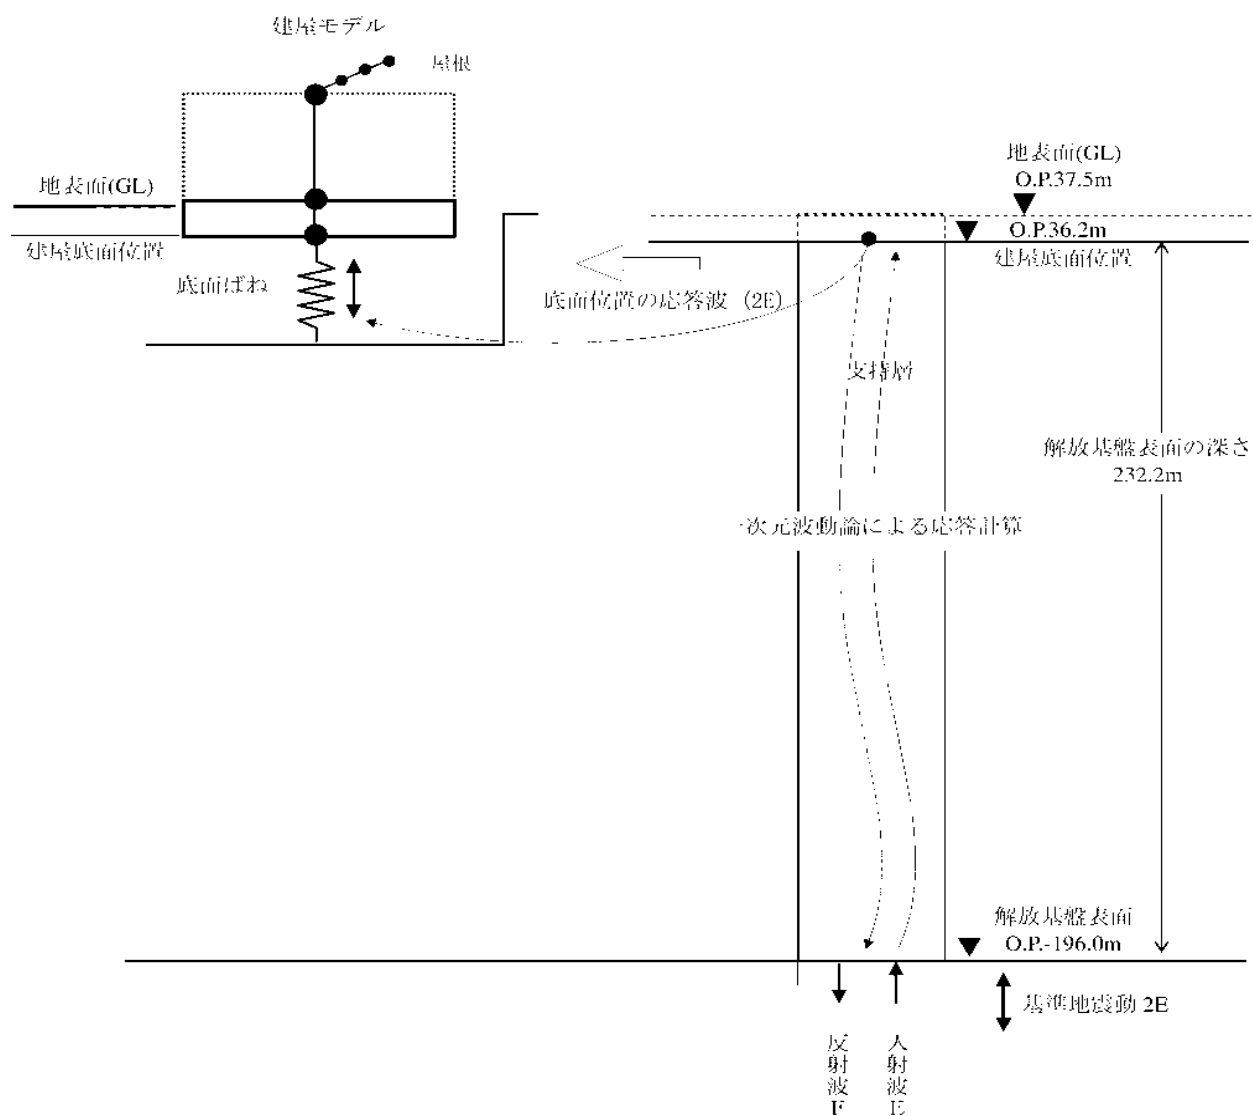 建屋モデル
屋根
地表面(GL)
建屋底面位置
底面ばね
地表面(GL)
O.P.37.5m
O.P.36.2m
建屋底面位置
底面位置の応答波 (2E)
支持層
解放基盤表面の深さ
232.2m
一次元波動論による応答計算
解放基盤表面
O.P.-196.0m
基準地震動 2E
反射波F
入射波E